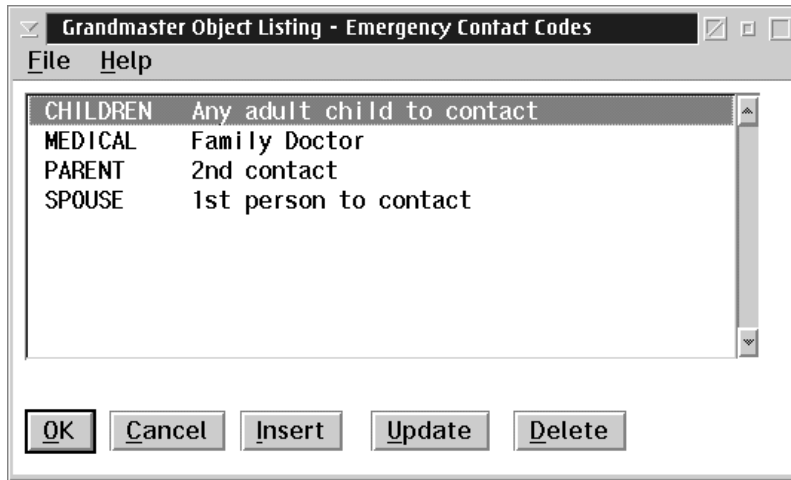 Grandmaster Object Listing - Emergency Contact Codes
File Help
CHILDREN Any adult child to contact
MEDICAL Family Doctor
PARENT 2nd contact
SPOUSE 1st person to contact
OK Cancel Insert Update Delete